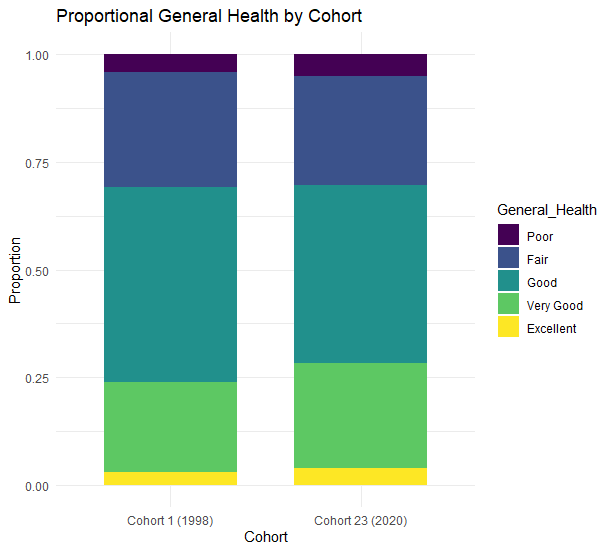 Proportional General Health by Cohort
1.00
0.75
0.50
0.25
0.00
Proportion
Cohort 1 (1998)
Cohort 23 (2020)
Cohort
General_Health
Poor
Fair
Good
Very Good
Excellent